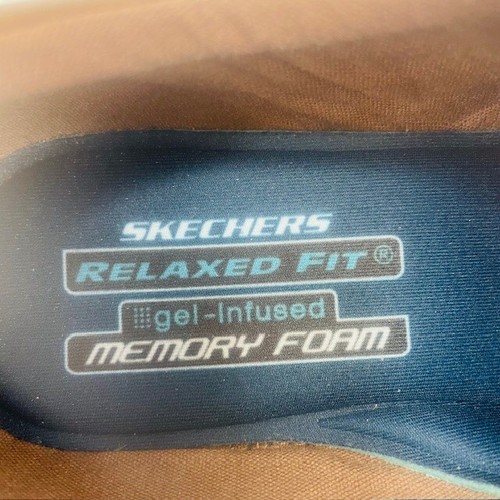 SKECHERS
RELAXED FIT®
gel-Infused
MEMORY FOAM